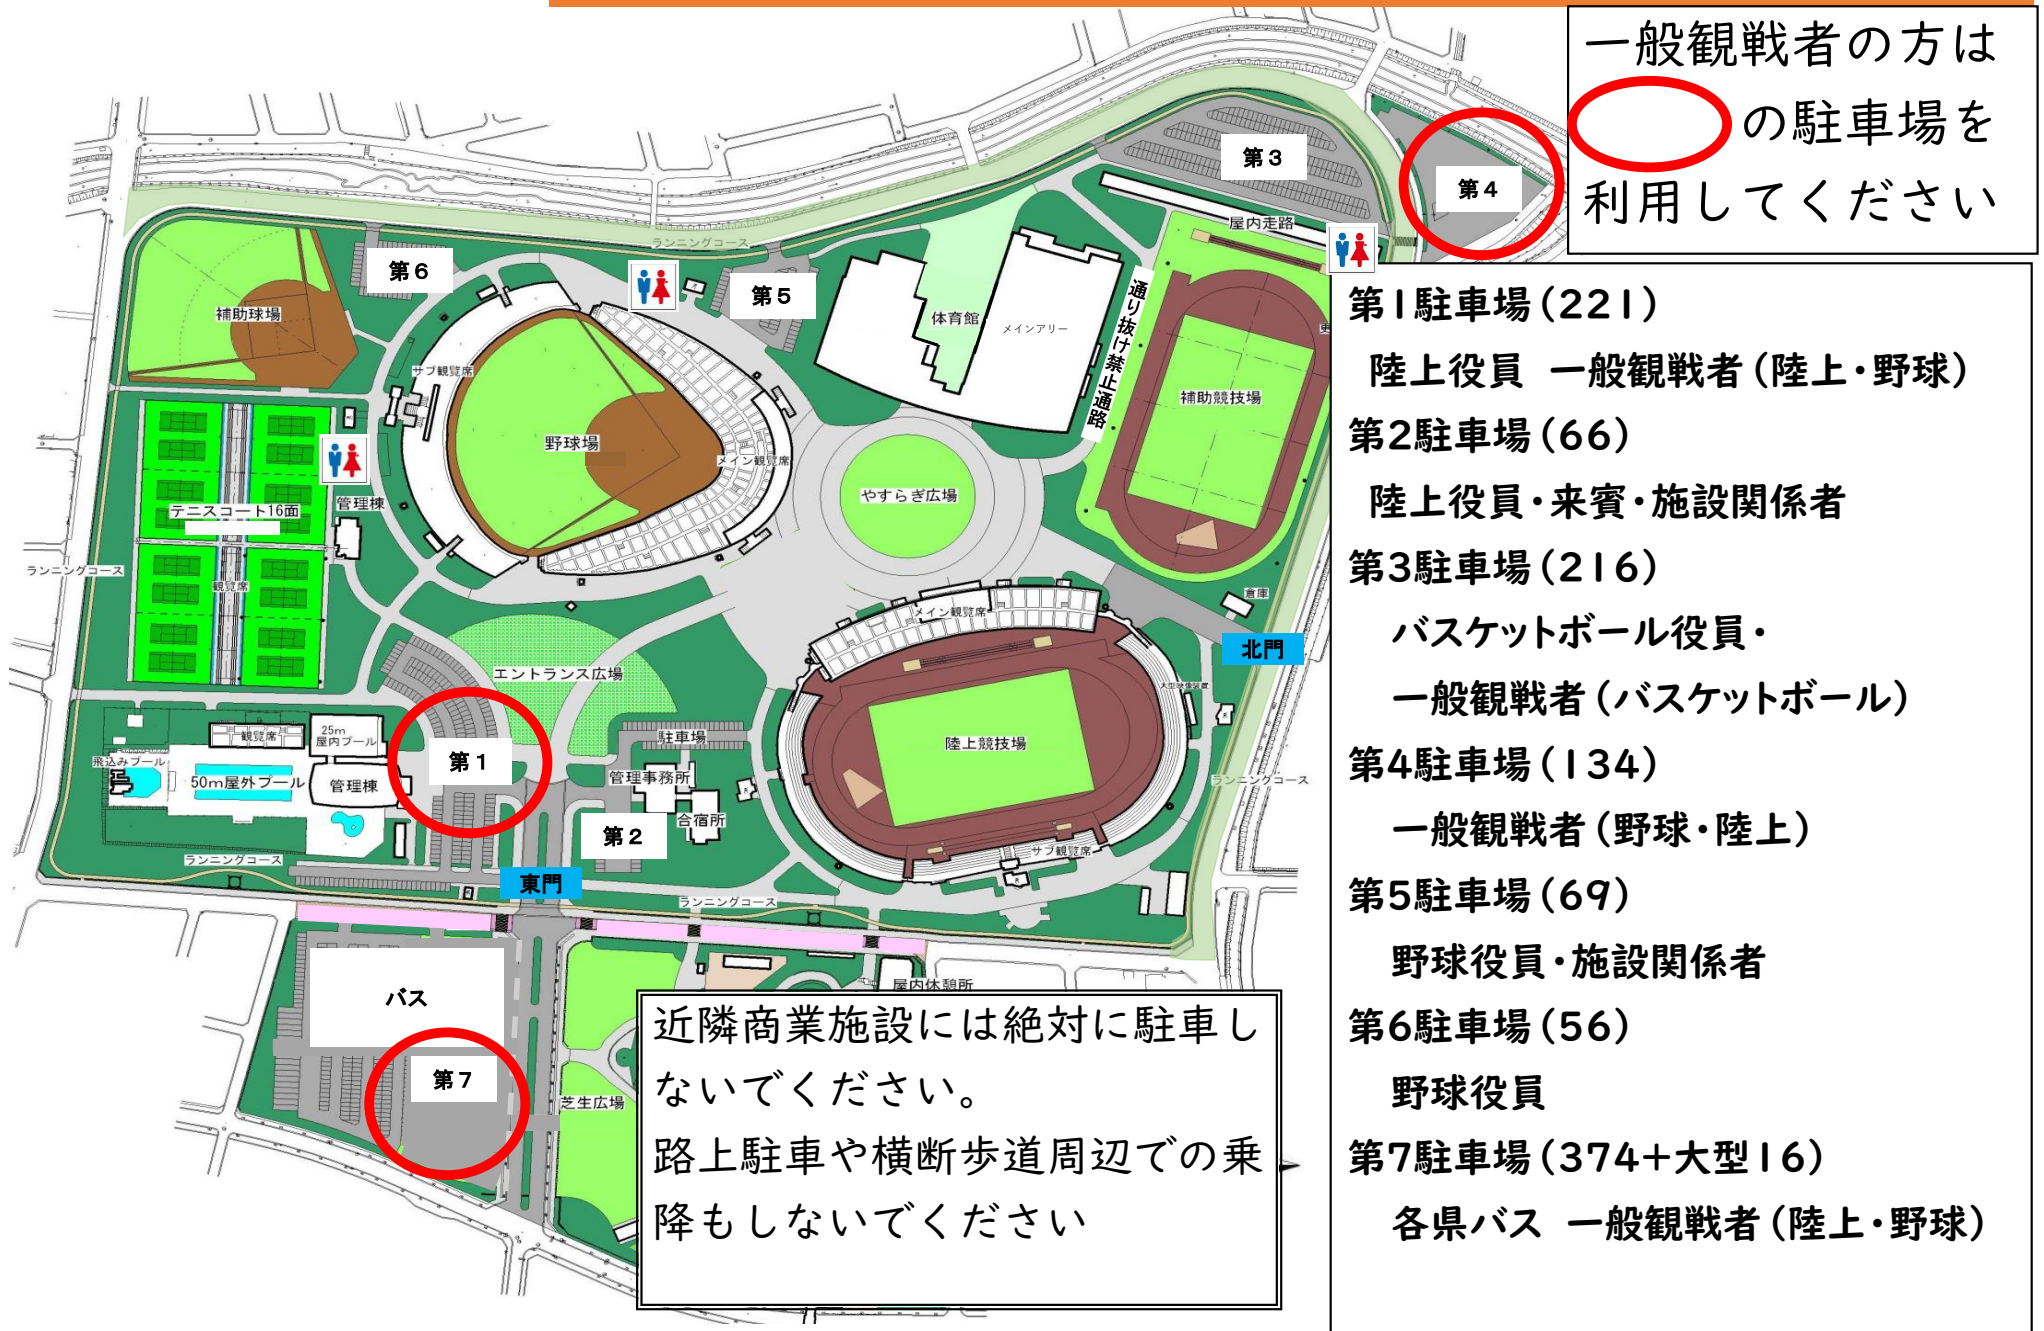 一般観戦者の方は
の駐車場を
利用してください
第3
第4
屋内走路
ランニングコース
第6
第5
補助球場
体育館
メインアリー
通り抜け禁止通路
サブ観覧席
補助競技場
野球場
メイン観覧席
やすらぎ広場
管理棟
テニスコート16面
ランニングコース
観覧席
倉庫
メイン観覧席
北門
エントランス広場
大型映像装置
観覧席
25m
屋内プール
駐車場
陸上競技場
第1
飛込みプール
50m屋外プール
管理棟
管理事務所
ランニングコース
合宿所
第2
サブ観覧席
ランニングコース
東門
ランニングコース
屋内休憩所
バス
第7
芝生広場
近隣商業施設には絶対に駐車し
ないでください。
路上駐車や横断歩道周辺での乗
降もしないでください
第1駐車場(221)
陸上役員 一般観戦者(陸上・野球)
第2駐車場(66)
陸上役員・来賓・施設関係者
第3駐車場(216)
バスケットボール役員・
一般観戦者(バスケットボール)
第4駐車場(134)
一般観戦者(野球・陸上)
第5駐車場(69)
野球役員・施設関係者
第6駐車場(56)
野球役員
第7駐車場(374+大型16)
各県バス 一般観戦者(陸上・野球)